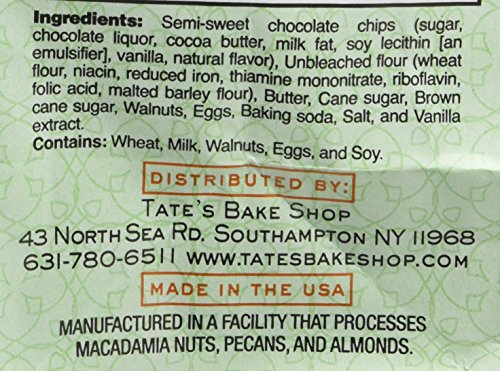 Ingredients: Semi-sweet chocolate chips (sugar,
chocolate liquor, cocoa butter, milk fat, soy lecithin [an
emulsifier], vanilla, natural flavor), Unbleached flour (wheat
flour, niacin, reduced iron, thiamine mononitrate, riboflavin,
folic acid, malted barley flour), Butter, Cane sugar, Brown
cane sugar, Walnuts, Eggs, Baking soda, Salt, and Vanilla
extract.
Contains: Wheat, Milk, Walnuts, Eggs, and Soy.
DISTRIBUTED BY:
TATE'S BAKE SHOP
43 NORTH SEA RD. SOUTHAMPTON NY 11968
631-780-6511 WWW.TATESBAKESHOP.COM
MADE IN THE USA
MANUFACTURED IN A FACILITY THAT PROCESSES
MACADAMIA NUTS, PECANS, AND ALMONDS.